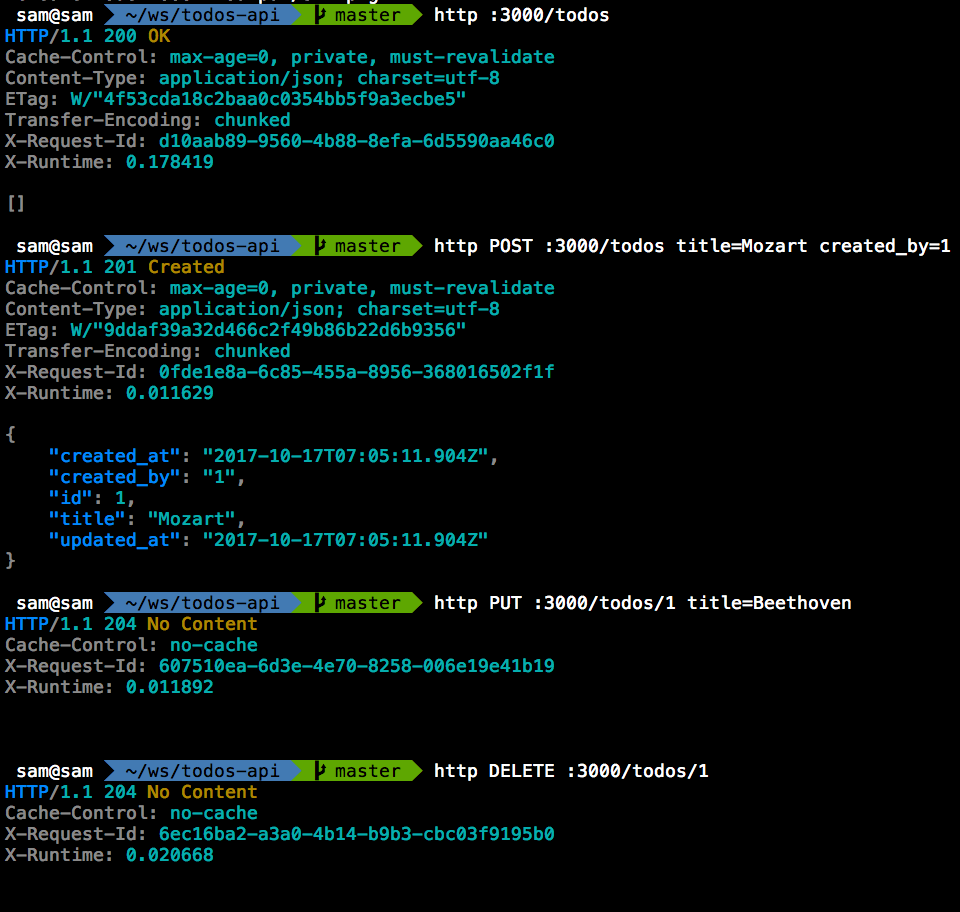 sam@sam ~/ws/todos-api master http :3000/todos
HTTP/1.1 200 OK
Cache-Control: max-age=0, private, must-revalidate
Content-Type: application/json; charset=utf-8
ETag: W/"4f53cda18c2baa0c0354bb5f9a3ecbe5"
Transfer-Encoding: chunked
X-Request-Id: d10aab89-9560-4b88-8efa-6d5590aa46c0
X-Runtime: 0.178419
[]
sam@sam ~/ws/todos-api master http POST :3000/todos title=Mozart created_by=1
HTTP/1.1 201 Created
Cache-Control: max-age=0, private, must-revalidate
Content-Type: application/json; charset=utf-8
ETag: W/"9ddaf39a32d466c2f49b86b22d6b9356"
Transfer-Encoding: chunked
X-Request-Id: 0fde1e8a-6c85-455a-8956-368016502f1f
X-Runtime: 0.011629
{
    "created_at": "2017-10-17T07:05:11.904Z",
    "created_by": "1",
    "id": 1,
    "title": "Mozart",
    "updated_at": "2017-10-17T07:05:11.904Z"
}
sam@sam ~/ws/todos-api master http PUT :3000/todos/1 title=Beethoven
HTTP/1.1 204 No Content
Cache-Control: no-cache
X-Request-Id: 607510ea-6d3e-4e70-8258-006e19e41b19
X-Runtime: 0.011892
sam@sam ~/ws/todos-api master http DELETE :3000/todos/1
HTTP/1.1 204 No Content
Cache-Control: no-cache
X-Request-Id: 6ec16ba2-a3a0-4b14-b9b3-cbc03f9195b0
X-Runtime: 0.020668